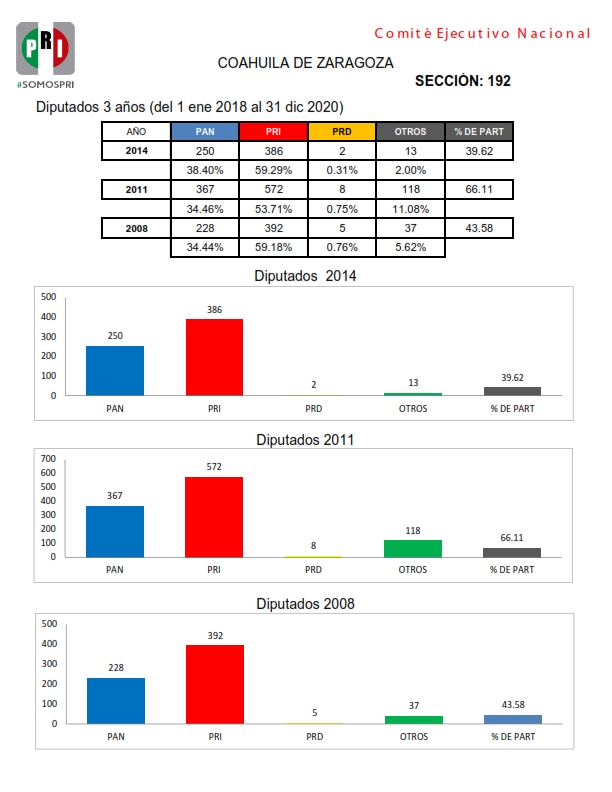 Comité Ejecutivo Nacional
PRI
#SOMOSPRI
COAHUILA DE ZARAGOZA
SECCIÓN: 192
Diputados 3 años (del 1 ene 2018 al 31 dic 2020)
AÑO PAN PRI PRD OTROS % DE PART
2014 250 386 2 13 39.62
38.40% 59.29% 0.31% 2.00%
2011 367 572 8 118 66.11
34.46% 53.71% 0.75% 11.08%
2008 228 392 5 37 43.58
34.44% 59.18% 0.76% 5.62%
Diputados 2014
500
400
300
200
100
0
250 386 2 13 39.62
PAN PRI PRD OTROS % DE PART
Diputados 2011
700
600
500
400
300
200
100
0
367 572 8 118 66.11
PAN PRI PRD OTROS % DE PART
Diputados 2008
500
400
300
200
100
0
228 392 5 37 43.58
PAN PRI PRD OTROS % DE PART